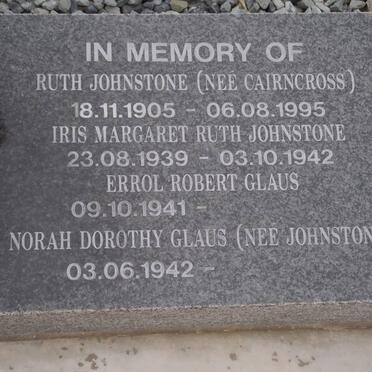 IN MEMORY OF
RUTH JOHNSTONE (NEE CAIRNCROSS)
18.11.1905 - 06.08.1995
IRIS MARGARET RUTH JOHNSTONE
23.08.1939 - 03.10.1942
ERROL ROBERT GLAUS
09.10.1941 -
NORAH DOROTHY GLAUS (NEE JOHNSTON
03.06.1942 -